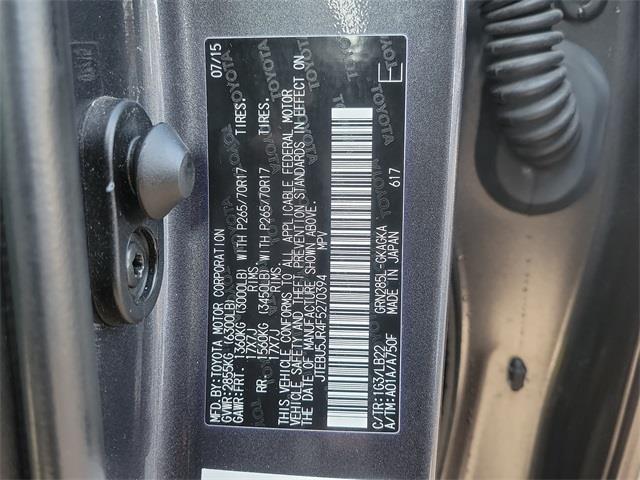 MFD.BY:TOYOTA MOTOR CORPORATION 07/15
GVWR:2855KG (6300LB)
GAWR:FRT. 1360KG (3000LB) WITH P265/70R17 TIRES.
17X7J RIMS.
RR. 1560KG (3450LB) WITH P265/70R17 TIRES.
17X7J RIMS.
THIS VEHICLE CONFORMS TO ALL APPLICABLE FEDERAL MOTOR
VEHICLE SAFETY AND THEFT PREVENTION STANDARDS IN EFFECT ON
THE DATE OF MANUFACTURE SHOWN ABOVE.
JTEBU5JR4F5270394 MPV
C/TR:1G3/LB22 GRN285L-GKAGKA
A/TM:A01A/A750F MADE IN JAPAN 617
E
TOYOTA